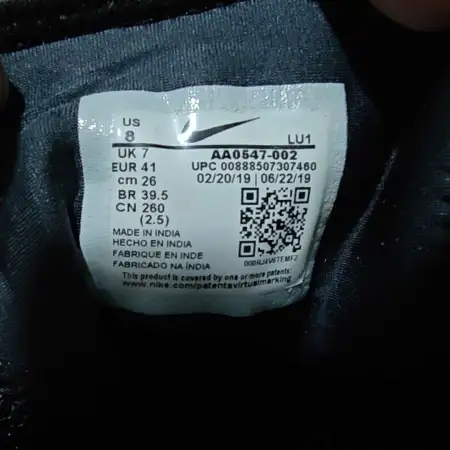 US
8
LU1
UK 7
AA0547-002
EUR 41
UPC 00888507307460
cm 26
02/20/19 | 06/22/19
BR 39.5
CN 260
(2.5)
MADE IN INDIA
HECHO EN INDIA
FABRIQUE EN INDE
FABRICADO NA ÍNDIA
This product is covered by one or more patents:
www.nike.com/patentsvirtualmarking